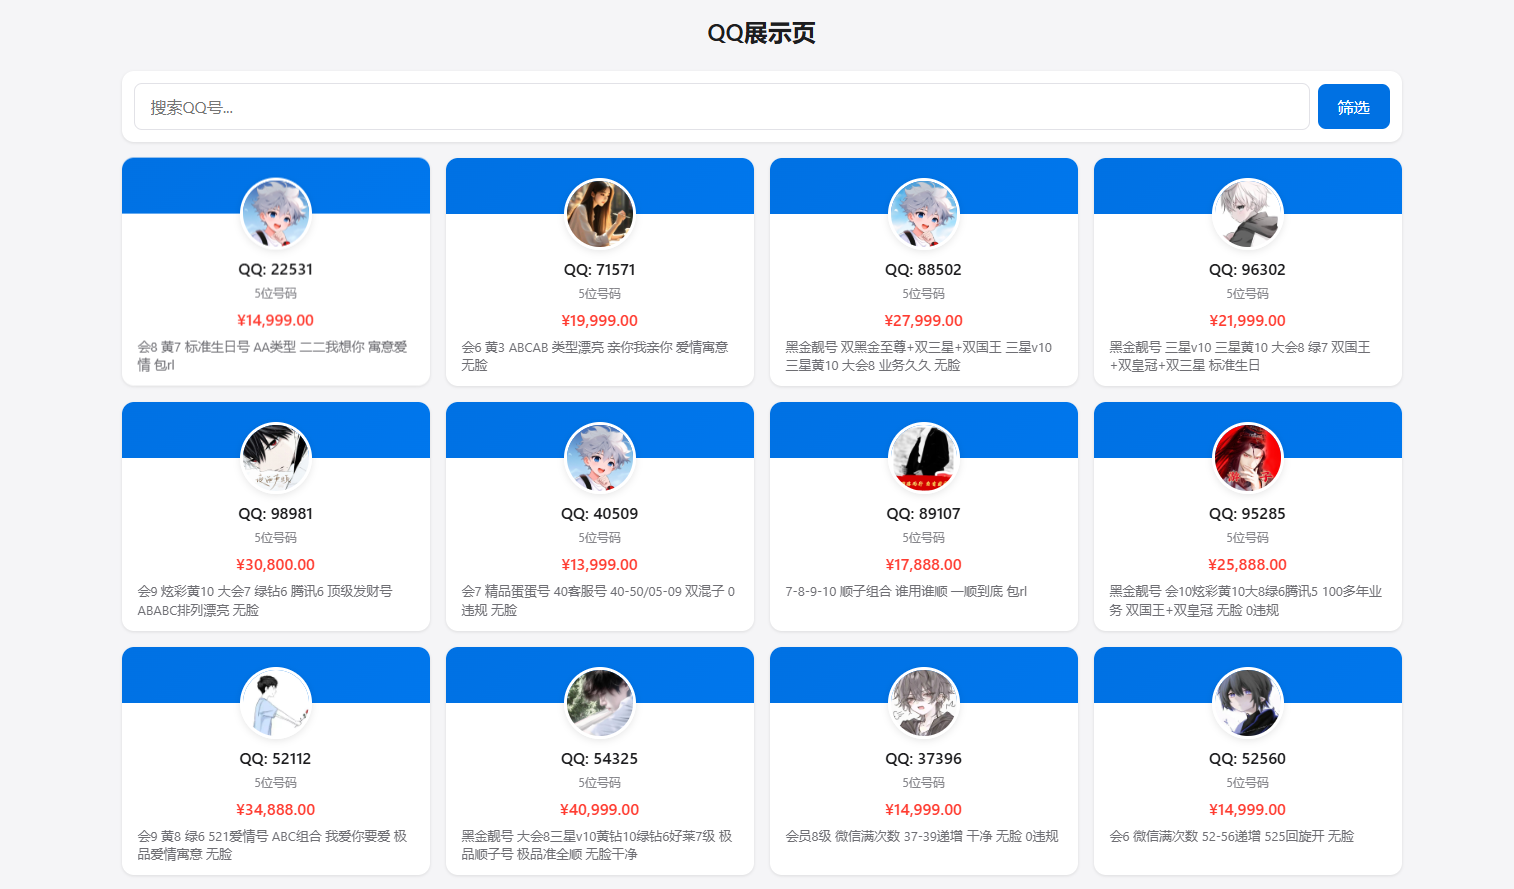 QQ展示页
搜索QQ号...
筛选
QQ: 22531
5位号码
¥14,999.00
会8 黄7 标准生日号 AA类型 二二我想你 寓意爱
情 包rl
QQ: 71571
5位号码
¥19,999.00
会6 黄3 ABCAB 类型漂亮 亲你我亲你 爱情寓意
无脸
QQ: 88502
5位号码
¥27,999.00
黑金靓号 双黑金至尊+双三星+双国王 三星v10
三星黄10 大会8 业务久久 无脸
QQ: 96302
5位号码
¥21,999.00
黑金靓号 三星v10 三星黄10 大会8 绿7 双国王
+双皇冠+双三星 标准生日
QQ: 98981
5位号码
¥30,800.00
会9 炫彩黄10 大会7 绿钻6 腾讯6 顶级发财号
ABABC排列漂亮 无脸
QQ: 40509
5位号码
¥13,999.00
会7 精品蛋蛋号 40客服号 40-50/05-09 双混子 0
违规 无脸
QQ: 89107
5位号码
¥17,888.00
7-8-9-10 顺子组合 谁用谁顺 一顺到底 包rl
QQ: 95285
5位号码
¥25,888.00
黑金靓号 会10炫彩黄10大8绿6腾讯5 100多年业
务 双国王+双皇冠 无脸 0违规
QQ: 52112
5位号码
¥34,888.00
会9 黄8 绿6 521爱情号 ABC组合 我爱你要爱 极
品爱情寓意 无脸
QQ: 54325
5位号码
¥40,999.00
黑金靓号 大会8三星v10黄钻10绿钻6好莱7级 极
品顺子号 极品准全顺 无脸干净
QQ: 37396
5位号码
¥14,999.00
会员8级 微信满次数 37-39递增 干净 无脸 0违规
QQ: 52560
5位号码
¥14,999.00
会6 微信满次数 52-56递增 525回旋开 无脸